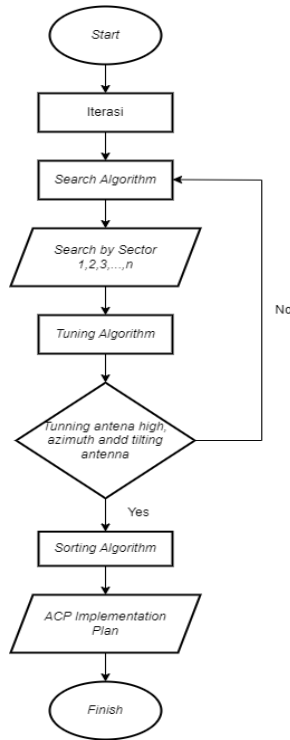 Start
Iterasi
Search Algorithm
Search by Sector
1,2,3,...,n
Tuning Algorithm
Tunning antena high,
azimuth andd tilting
antenna
No
Yes
Sorting Algorithm
ACP Implementation
Plan
Finish